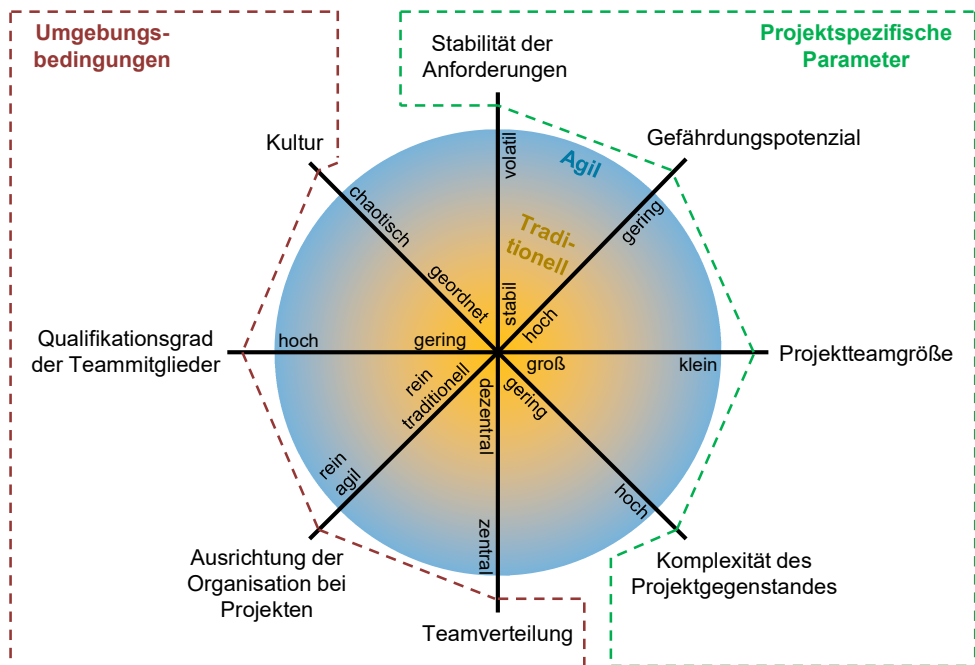 Umgebungs-
bedingungen
Projektspezifische
Parameter
Stabilität der
Anforderungen
Gefährdungspotenzial
Kultur
Agil
volatil
chaotisch
gering
Tradi-
tionell
geordnet
stabil
hoch
Qualifikationsgrad
der Teammitglieder
hoch
gering
groß
klein
Projektteamgröße
rein
traditionell
dezentral
gering
rein
agil
zentral
hoch
Ausrichtung der
Organisation bei
Projekten
Komplexität des
Projektgegenstandes
Teamverteilung